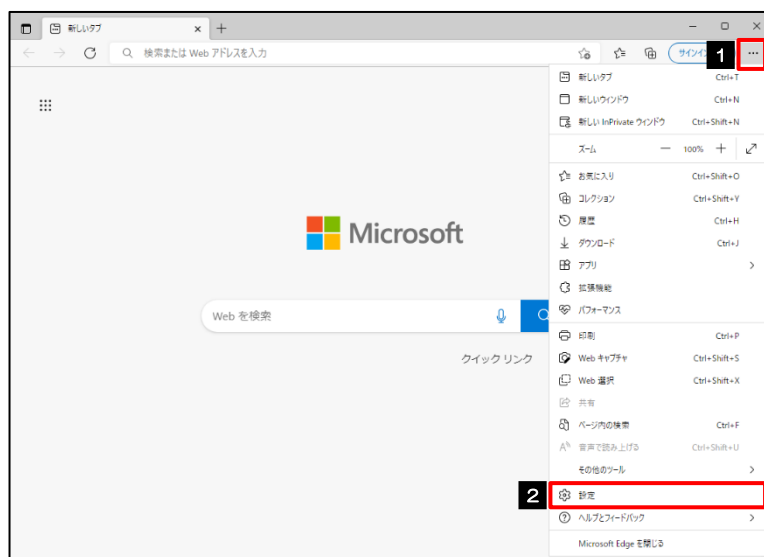 新しいタブ
検索または Web アドレスを入力
1
新しいタブ Ctrl+T
新しいウィンドウ Ctrl+N
新しい InPrivate ウィンドウ Ctrl+Shift+N
ズーム 100%
お気に入り Ctrl+Shift+O
コレクション Ctrl+Shift+Y
履歴 Ctrl+H
ダウンロード Ctrl+J
アプリ
拡張機能
パフォーマンス
印刷 Ctrl+P
Web キャプチャ Ctrl+Shift+S
Web 選択 Ctrl+Shift+X
共有
ページ内の検索 Ctrl+F
音声で読み上げる Ctrl+Shift+U
その他のツール
2 設定
ヘルプとフィードバック
Microsoft Edge を閉じる
Microsoft
Web を検索
クイック リンク